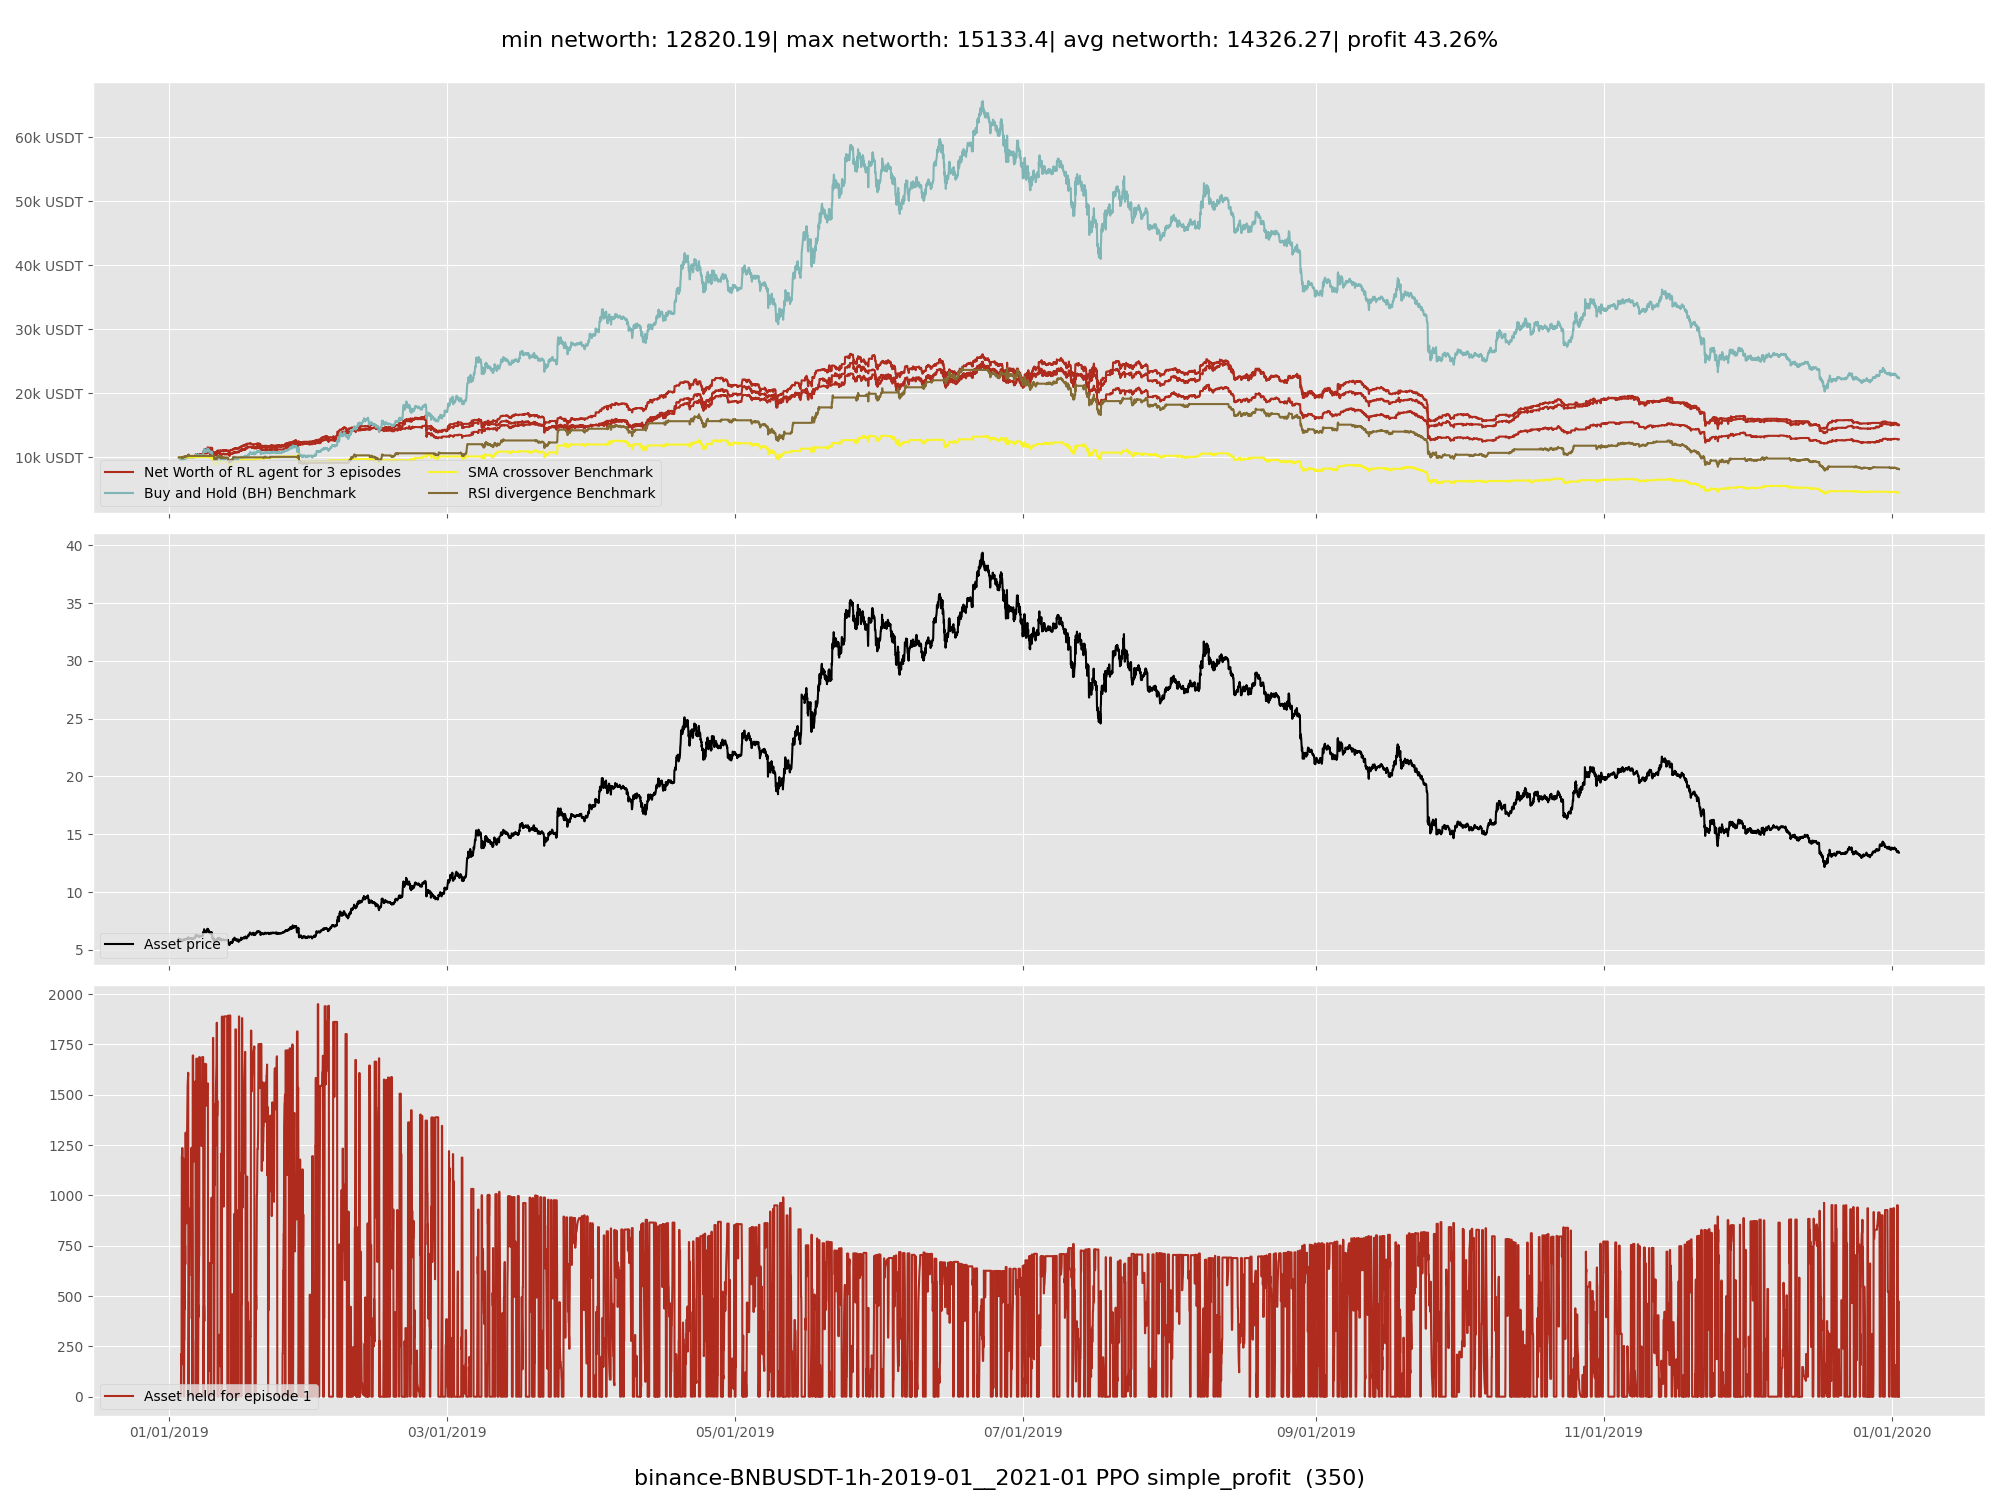 min networth: 12820.19| max networth: 15133.4| avg networth: 14326.27| profit 43.26%
60k USDT
50k USDT
40k USDT
30k USDT
20k USDT
10k USDT
Net Worth of RL agent for 3 episodes
Buy and Hold (BH) Benchmark
SMA crossover Benchmark
RSI divergence Benchmark
40
35
30
25
20
15
10
5
Asset price
2000
1750
1500
1250
1000
750
500
250
0
Asset held for episode 1
01/01/2019 03/01/2019 05/01/2019 07/01/2019 09/01/2019 11/01/2019 01/01/2020
binance-BNBUSDT-1h-2019-01__2021-01 PPO simple_profit (350)